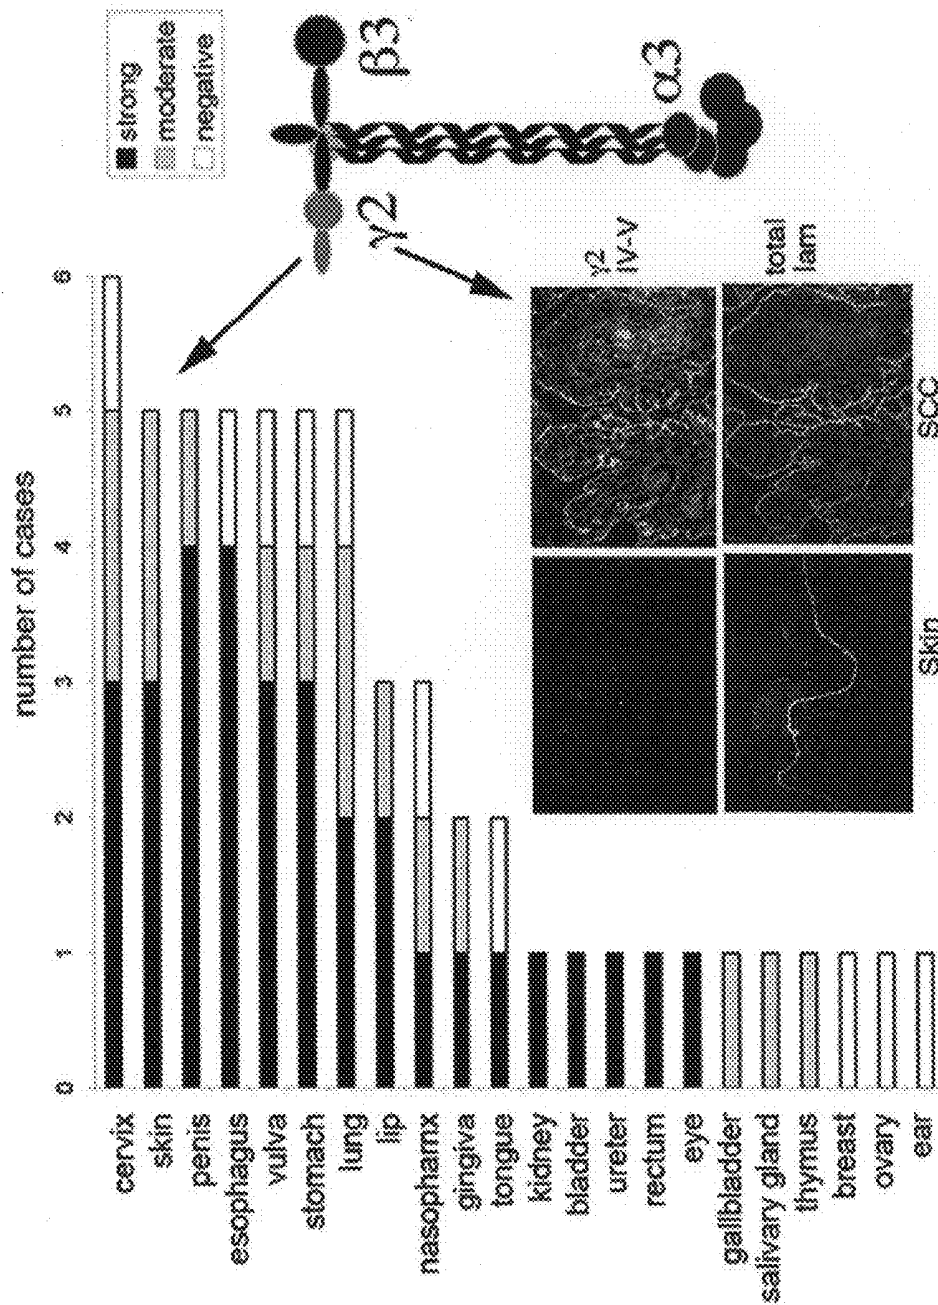 number of cases
0 1 2 3 4 5 6
cervix
skin
penis
esophagus
vulva
stomach
lung
lip
nasopharnx
gingiva
tongue
kidney
bladder
ureter
rectum
eye
gallbladder
salivary gland
thymus
breast
ovary
ear
strong
moderate
negative
β3
γ2
α3
γ2
IV-V
total
lam
Skin
SCC